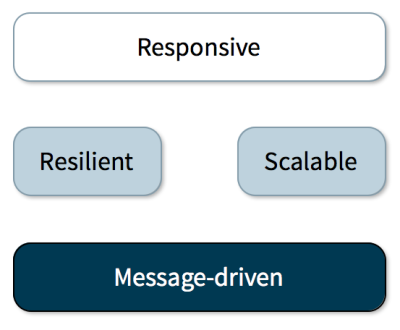 Responsive
Resilient
Scalable
Message-driven